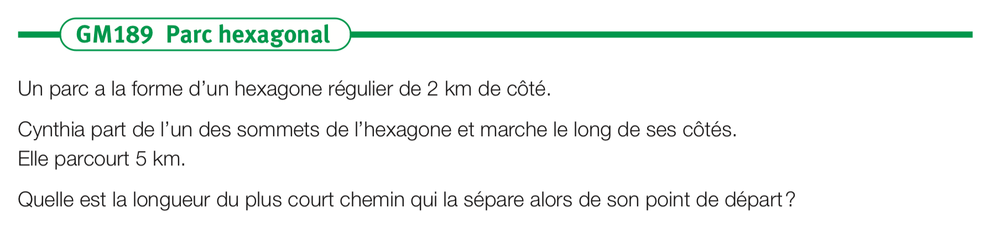 GM189 Parc hexagonal
Un parc a la forme d’un hexagone régulier de 2 km de côté.
Cynthia part de l’un des sommets de l’hexagone et marche le long de ses côtés.
Elle parcourt 5 km.
Quelle est la longueur du plus court chemin qui la sépare alors de son point de départ ?